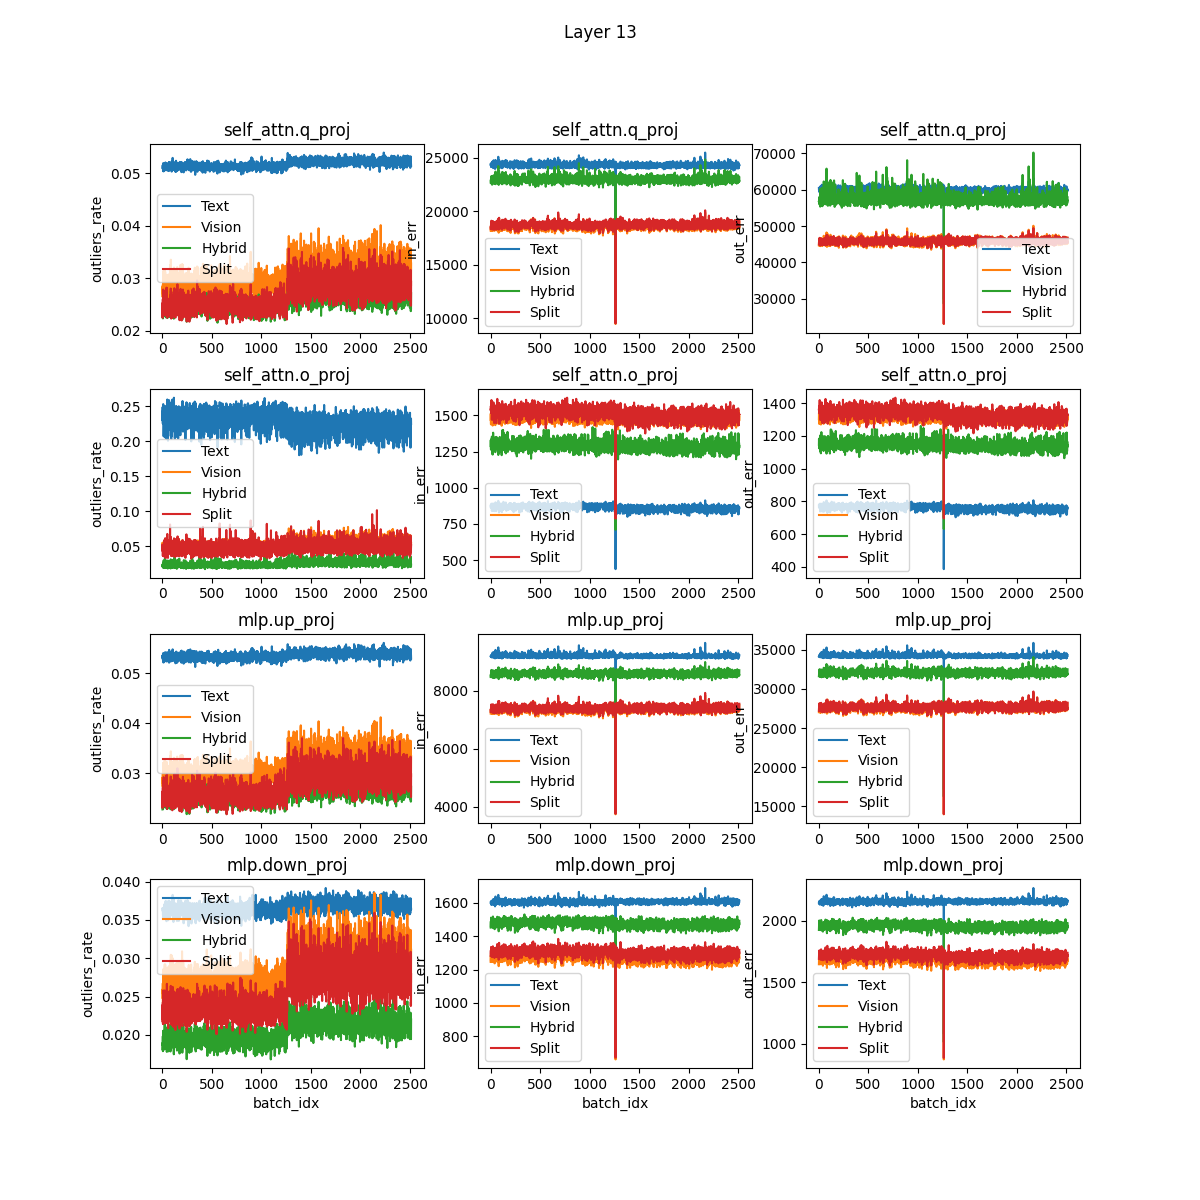 Layer 13
self_attn.q_proj
outliers_rate
0.05
0.04
0.03
0.02
Text
Vision
Hybrid
Split
0 500 1000 1500 2000 2500
self_attn.q_proj
in_err
25000
20000
15000
10000
Text
Vision
Hybrid
Split
0 500 1000 1500 2000 2500
self_attn.q_proj
out_err
70000
60000
50000
40000
30000
Text
Vision
Hybrid
Split
0 500 1000 1500 2000 2500
self_attn.o_proj
outliers_rate
0.25
0.20
0.15
0.10
0.05
Text
Vision
Hybrid
Split
0 500 1000 1500 2000 2500
self_attn.o_proj
in_err
1500
1250
1000
750
500
Text
Vision
Hybrid
Split
0 500 1000 1500 2000 2500
self_attn.o_proj
out_err
1400
1200
1000
800
600
400
Text
Vision
Hybrid
Split
0 500 1000 1500 2000 2500
mlp.up_proj
outliers_rate
0.05
0.04
0.03
Text
Vision
Hybrid
Split
0 500 1000 1500 2000 2500
mlp.up_proj
in_err
8000
6000
4000
Text
Vision
Hybrid
Split
0 500 1000 1500 2000 2500
mlp.up_proj
out_err
35000
30000
25000
20000
15000
Text
Vision
Hybrid
Split
0 500 1000 1500 2000 2500
mlp.down_proj
outliers_rate
0.040
0.035
0.030
0.025
0.020
Text
Vision
Hybrid
Split
0 500 1000 1500 2000 2500
batch_idx
mlp.down_proj
in_err
1600
1400
1200
1000
800
Text
Vision
Hybrid
Split
0 500 1000 1500 2000 2500
batch_idx
mlp.down_proj
out_err
2000
1500
1000
Text
Vision
Hybrid
Split
0 500 1000 1500 2000 2500
batch_idx